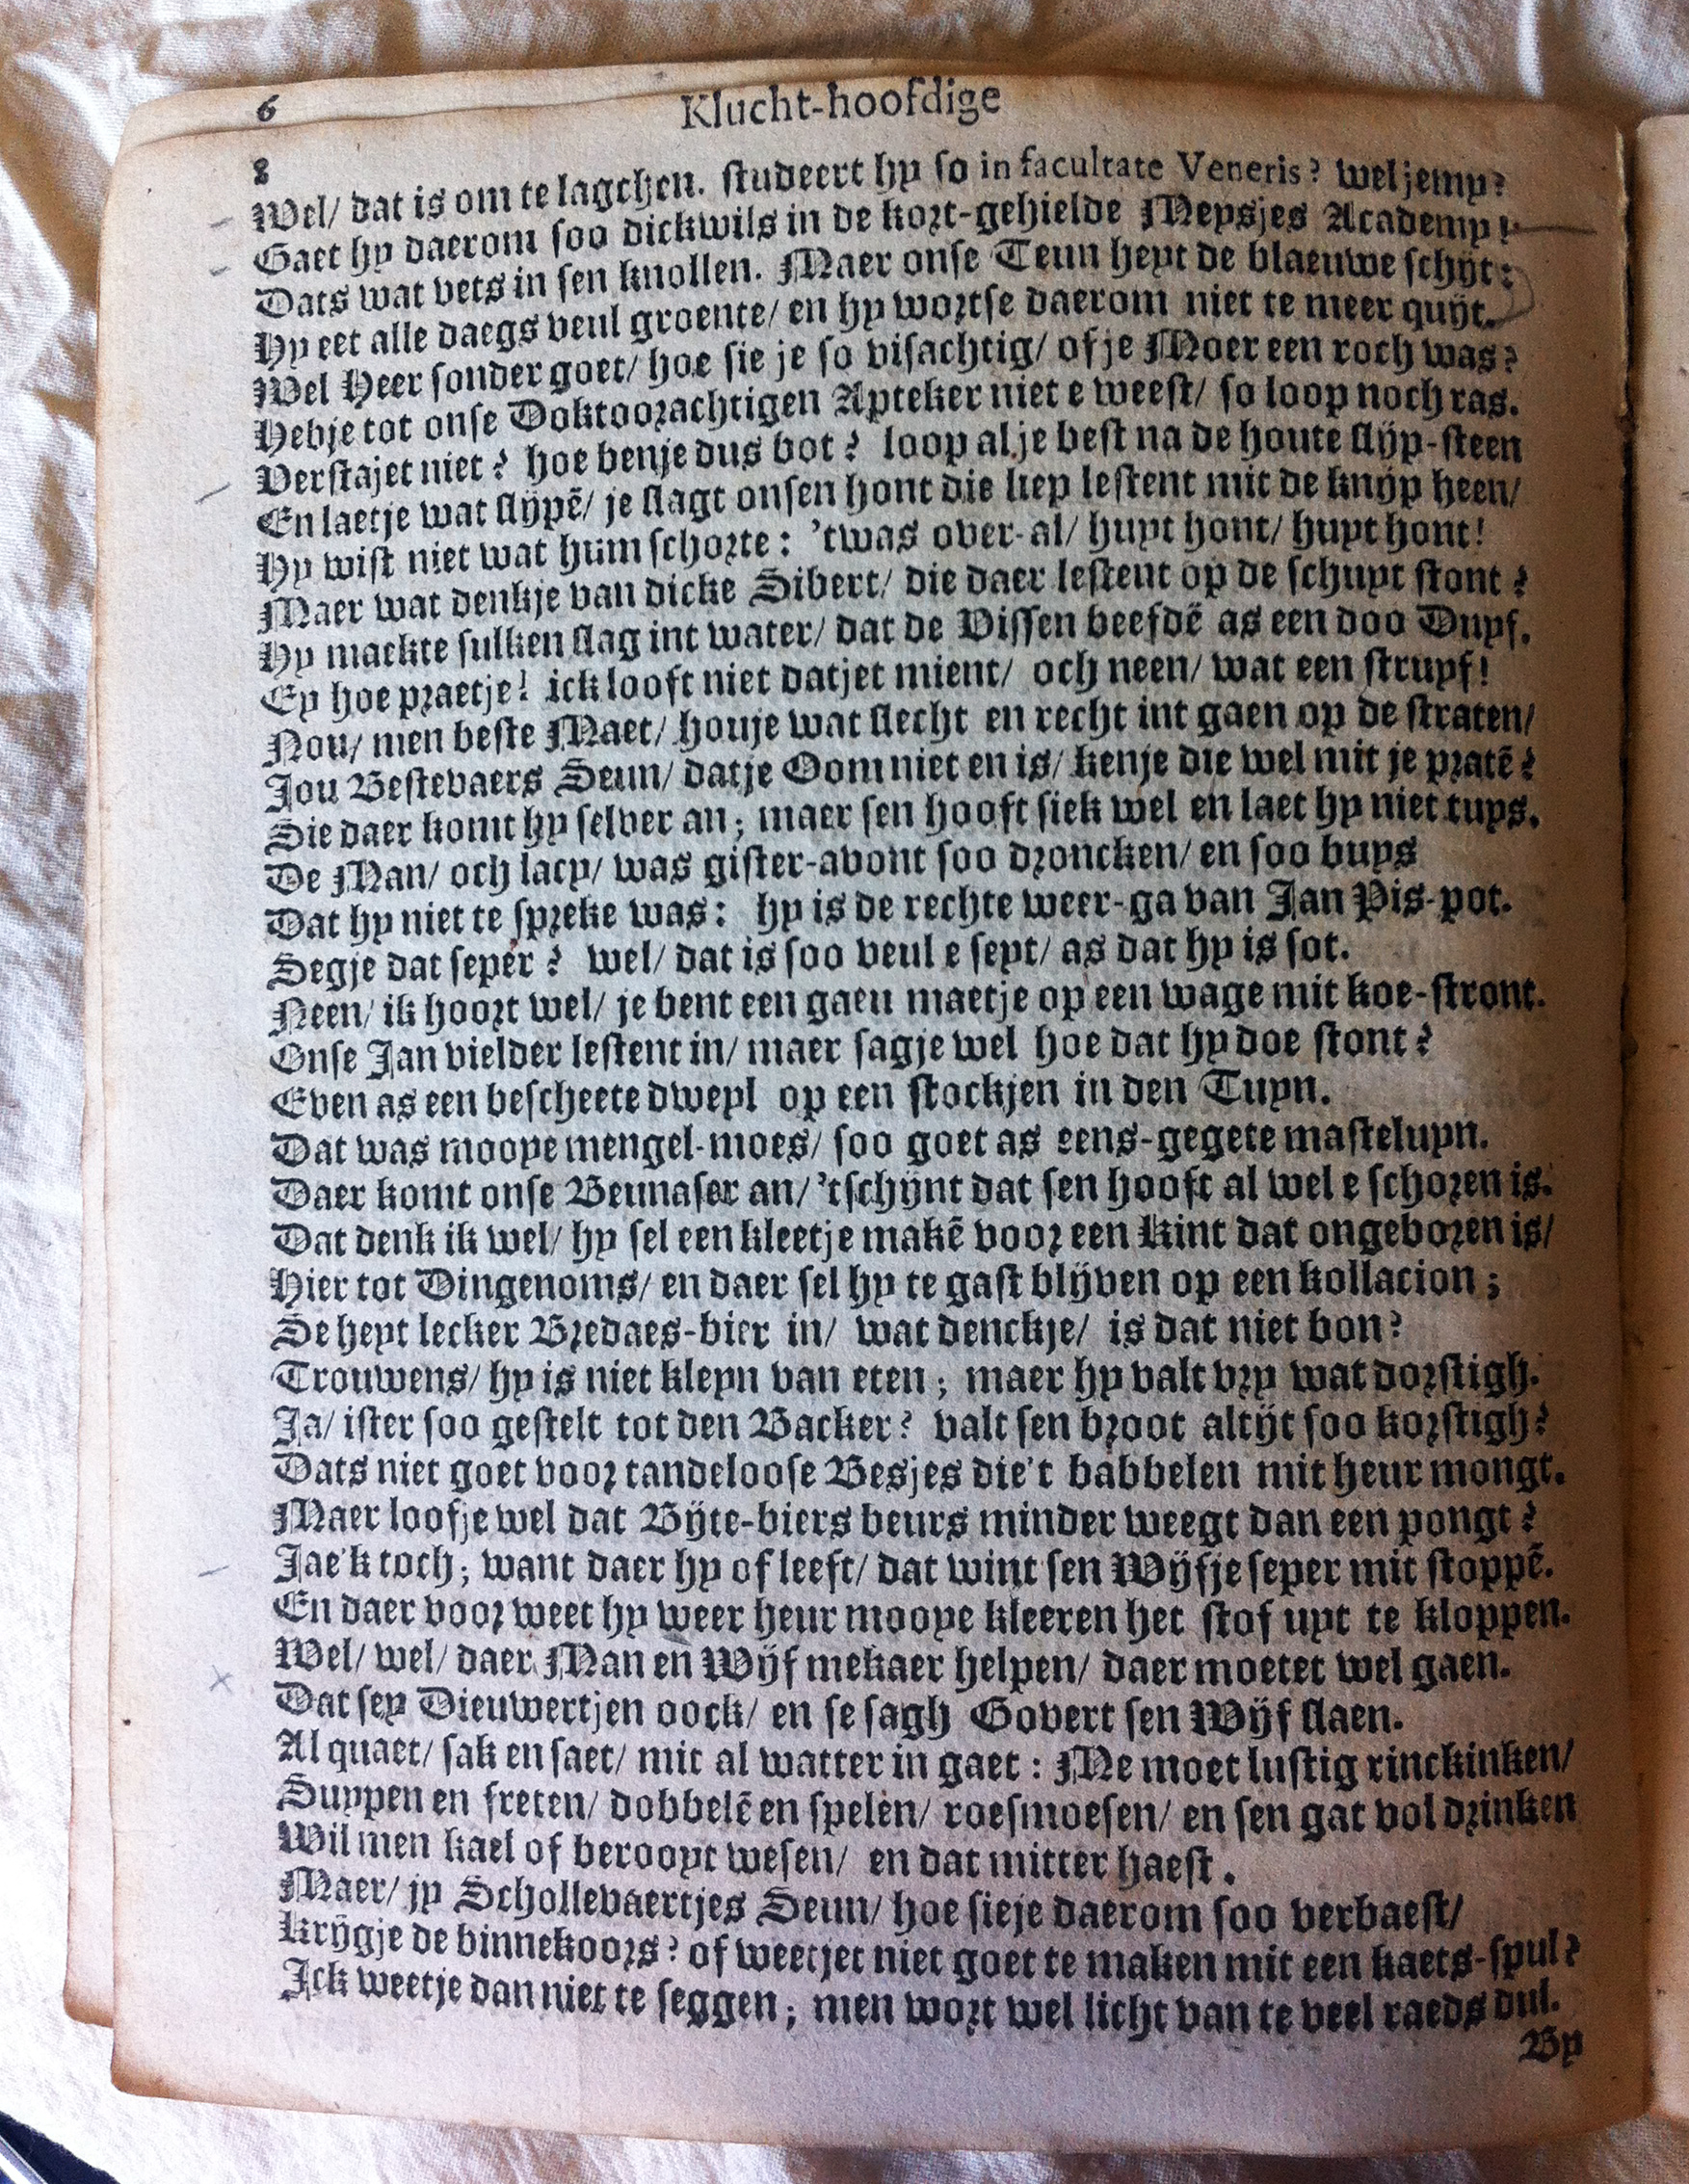 6
Klucht-hoofdige
8
Wel/ dat is om te lagchen. studeert hy so in facultate Veneris? wel jemy?
Gaet hy daerom soo dickwils in de kort-gehielde Meysjes Academy?
Dats wat vets in sen knollen. Maer onse Teun heyt de blaeuwe schijt:
Hy eet alle daegs veul groente/ en hy wortse daerom niet te meer quijt.
Wel Heer sonder goet/ hoe sie je so visachtig/ of je Moer een roch was?
Hebje tot onse Doktoorachtigen Apteker niet e weest/ so loop noch ras.
Verstajet niet? hoe benje dus bot? loop al je best na de houte slijp-steen
En laetje wat slijpē/ je slagt onsen hont die liep lestent mit de knijp heen/
Hy wist niet wat hum schorte: 'twas over-al/ huyt hont/ huyt hont!
Maer wat denkje van dicke Sibert/ die daer lestent op de schuyt stont?
Hy maekte sulken slag int water/ dat de Vissen beefdē as een doo Duyf.
Ey hoe praetje! ick looft niet datjet mient/ och neen/ wat een struyf!
Nou/ men beste Maet/ houje wat slecht en recht int gaen op de straten/
Jou Bestevaers Seun/ datje Oom niet en is/ kenje die wel mit je pratē?
Sie daer komt hy selver an; maer sen hooft siek wel en laet hy niet tuys.
De Man/ och lacy/ was gister-avont soo droncken/ en soo buys
Dat hy niet te spreke was: hy is de rechte weer-ga van Jan Pis-pot.
Segje dat seper? wel/ dat is soo veul e seyt/ as dat hy is sot.
Neen/ ik hoort wel/ je bent een gaeu maetje op een wage mit koe-stront.
Onse Jan vielder lestent in/ maer sagje wel hoe dat hy doe stont?
Even as een bescheete dweyl op een stockjen in den Tuyn.
Dat was mooye mengel-moes/ soo goet as eens-gegete masteluyn.
Daer komt onse Beunaser an/ 'tschijnt dat sen hooft al wel e schoren is.
Dat denk ik wel/ hy sel een kleetje makē voor een kint dat ongeboren is/
Hier tot Dingenoms/ en daer sel hy te gast blijven op een kollacion;
Se heyt lecker Bredaes-bier in/ wat denckje/ is dat niet bon?
Trouwens/ hy is niet kleyn van eten; maer hy valt vry wat dorstigh.
Ja/ ister soo gestelt tot den Backer? valt sen broot altijt soo korstigh?
Dats niet goet voor tandeloose Besjes die't babbelen mit heur mongt.
Maer loofje wel dat Bijte-biers beurs minder weegt dan een pongt?
Jae'k toch; want daer hy of leeft/ dat wint sen Wijfje seper mit stoppē.
En daer voor weet hy weer heur mooye kleeren het stof uyt te kloppen.
Wel/ wel/ daer Man en Wijf mekaer helpen/ daer moetet wel gaen.
Dat sey Dieuwertjen oock/ en se sagh Govert sen Wijf slaen.
Al quaet/ sak en saet/ mit al watter in gaet: Me moet lustig rinckinken/
Suypen en freten/ dobbelē en spelen/ roesmoesen/ en sen gat vol drinken
Wil men kael of berooyt wesen/ en dat mitter haest.
Maer/ jy Schollevaertjes Seun/ hoe sieje daerom soo verbaest/
Krijgje de binnekoors? of weetjet niet goet te maken mit een kaets-spul?
Ick weetje dan niet te seggen; men wort wel licht van te veel raeds dul.
By